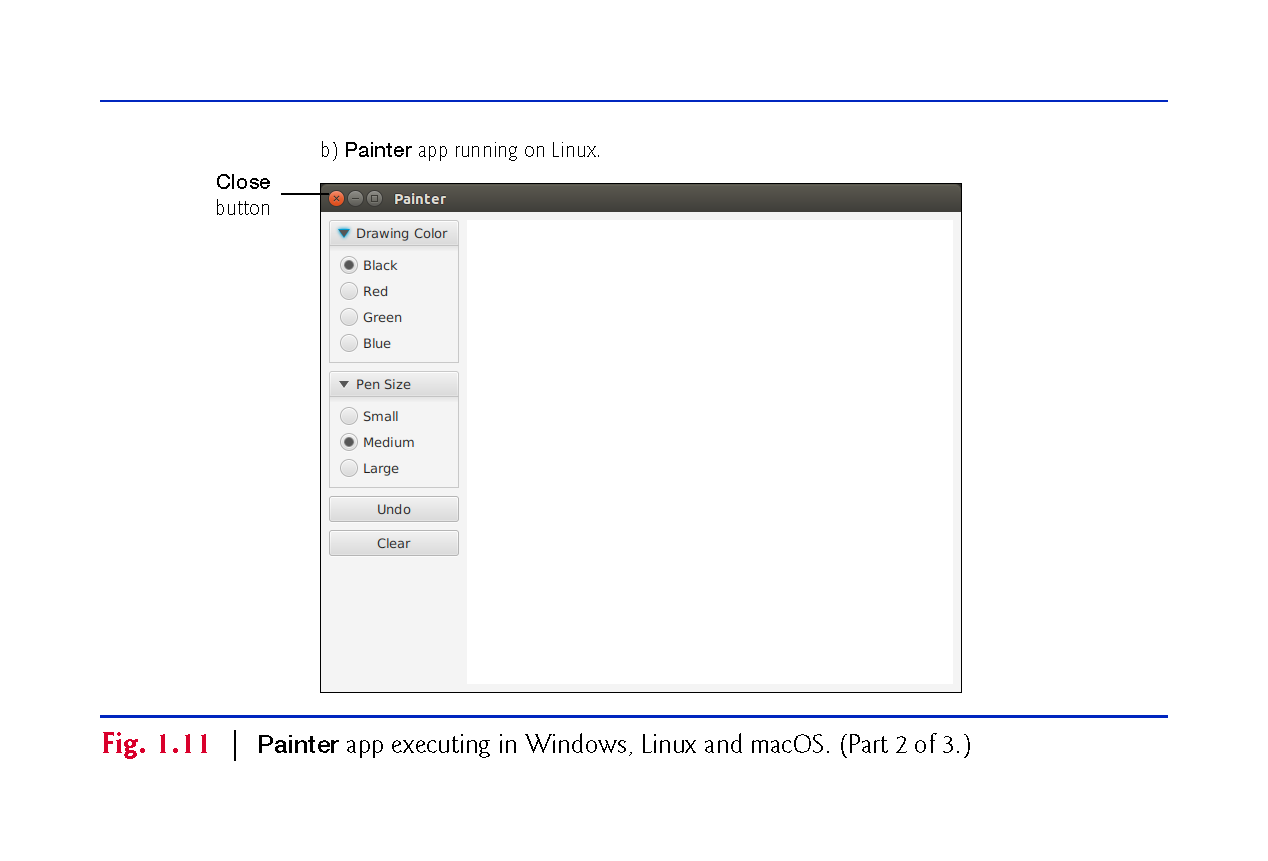 b) Painter app running on Linux.
Close
button
Painter
Drawing Color
Black
Red
Green
Blue
Pen Size
Small
Medium
Large
Undo
Clear
Fig. 1.11 | Painter app executing in Windows, Linux and macOS. (Part 2 of 3.)